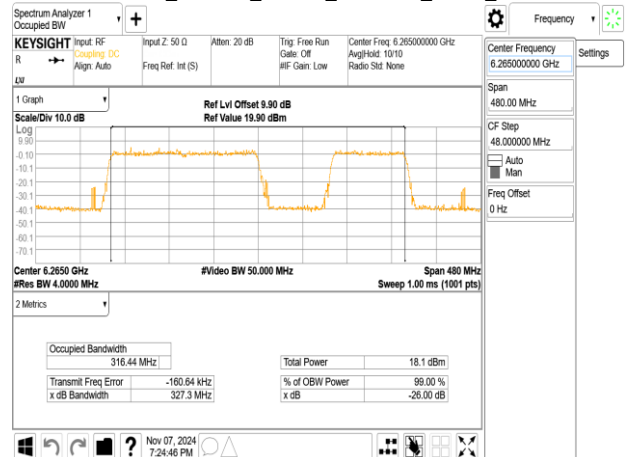 Spectrum Analyzer 1
Occupied BW
Frequency
KEYSIGHT
R
LXI
Input: RF
Coupling: DC
Align: Auto
Input Z: 50 Ω
Freq Ref: Int (S)
Atten: 20 dB
Trig: Free Run
Gate: Off
#IF Gain: Low
Center Freq: 6.265000000 GHz
Avg|Hold: 10/10
Radio Std: None
Center Frequency
6.265000000 GHz
Settings
Span
480.00 MHz
CF Step
48.000000 MHz
Auto
Man
Freq Offset
0 Hz
1 Graph
Scale/Div 10.0 dB
Ref Lvl Offset 9.90 dB
Ref Value 19.90 dBm
Log
9.90
-0.10
-10.1
-20.1
-30.1
-40.1
-50.1
-60.1
-70.1
Center 6.2650 GHz
#Video BW 50.000 MHz
Span 480 MHz
#Res BW 4.0000 MHz
Sweep 1.00 ms (1001 pts)
2 Metrics
Occupied Bandwidth
316.44 MHz
Total Power 18.1 dBm
Transmit Freq Error -160.64 kHz
% of OBW Power 99.00 %
x dB Bandwidth 327.3 MHz
x dB -26.00 dB
?
Nov 07, 2024
7:24:46 PM